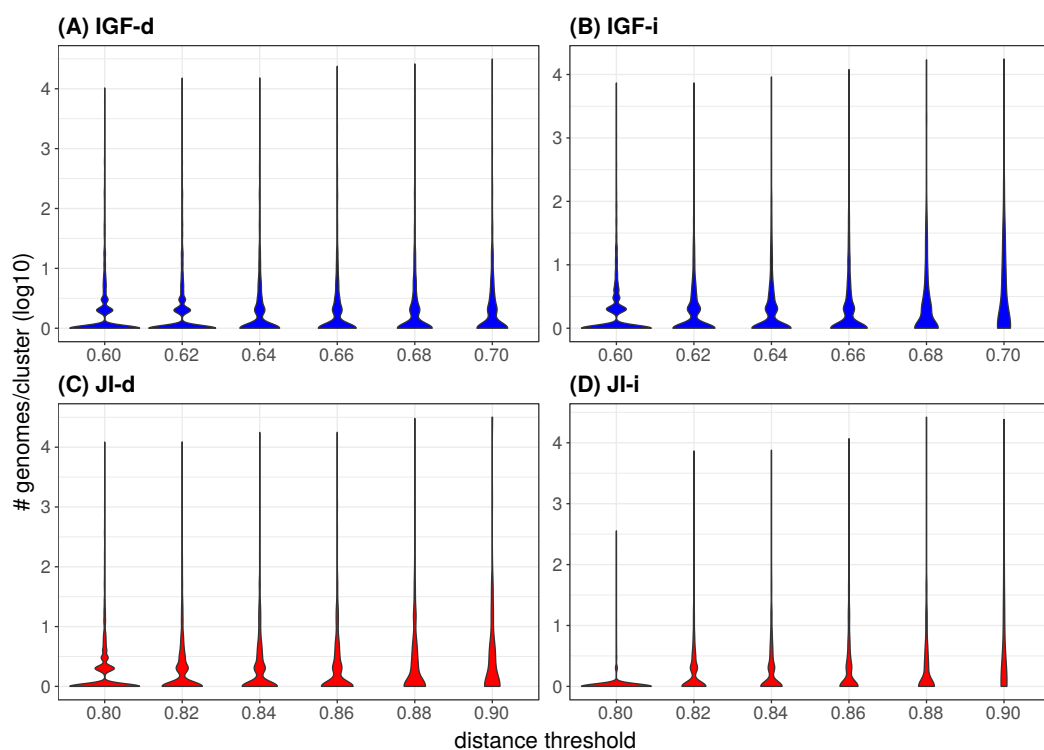 (A) IGF-d
(B) IGF-i
4
3
2
1
0
0.60 0.62 0.64 0.66 0.68 0.70
4
3
2
1
0
0.60 0.62 0.64 0.66 0.68 0.70
(C) JI-d
(D) JI-i
4
3
2
1
0
0.80 0.82 0.84 0.86 0.88 0.90
4
3
2
1
0
0.80 0.82 0.84 0.86 0.88 0.90
# genomes/cluster (log10)
distance threshold